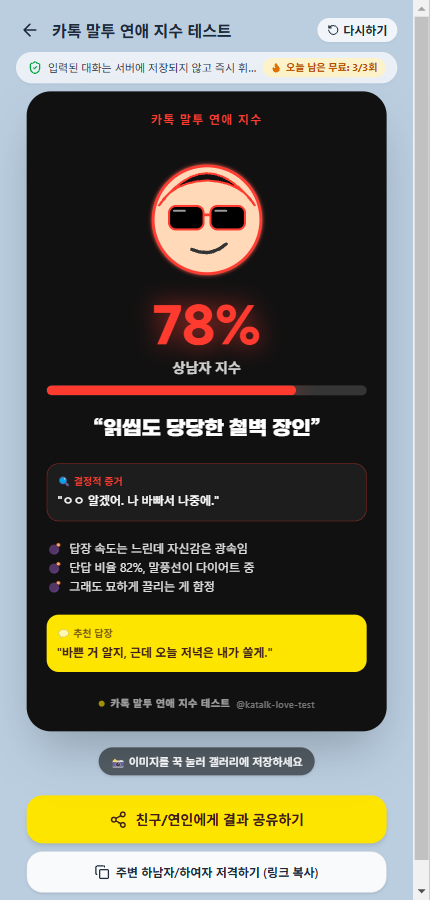 카톡 말투 연애 지수 테스트
다시하기
입력된 대화는 서버에 저장되지 않고 즉시 휘...
오늘 남은 무료: 3/3회
카톡 말투 연애 지수
78%
상남자 지수
“읽씹도 당당한 철벽 장인”
결정적 증거
"ㅇㅇ 알겠어. 나 바빠서 나중에."
답장 속도는 느린데 자신감은 광속임
단답 비율 82%, 말풍선이 다이어트 중
그래도 묘하게 끌리는 게 함정
추천 답장
"바쁜 거 알지, 근데 오늘 저녁은 내가 쏠게."
카톡 말투 연애 지수 테스트 @katalk-love-test
이미지를 꾹 눌러 갤러리에 저장하세요
친구/연인에게 결과 공유하기
주변 하남자/하여자 저격하기 (링크 복사)